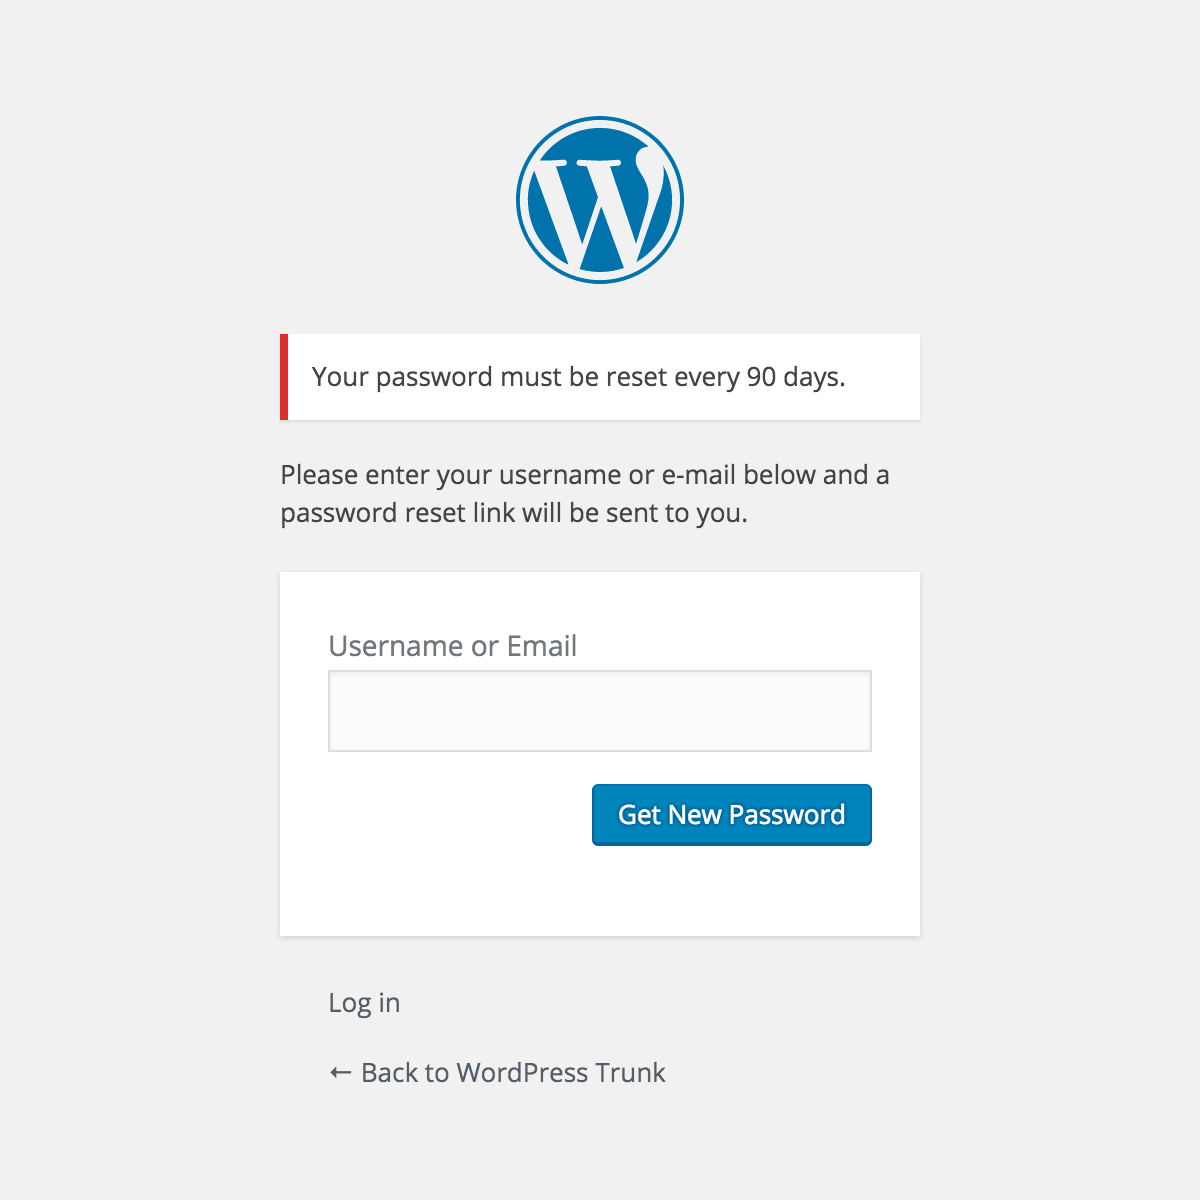 Your password must be reset every 90 days.
Please enter your username or e-mail below and a
password reset link will be sent to you.
Username or Email
Get New Password
Log in
← Back to WordPress Trunk